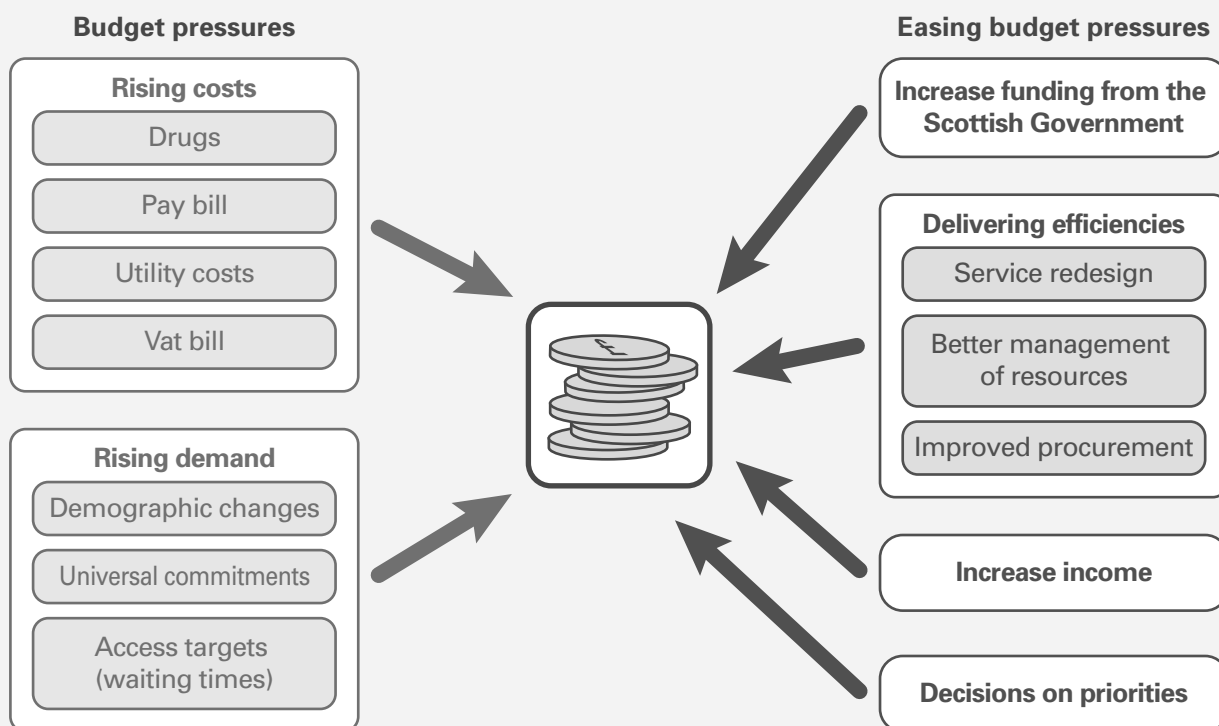 Budget pressures
Rising costs
Drugs
Pay bill
Utility costs
Vat bill
Rising demand
Demographic changes
Universal commitments
Access targets
(waiting times)
£
Easing budget pressures
Increase funding from the
Scottish Government
Delivering efficiencies
Service redesign
Better management
of resources
Improved procurement
Increase income
Decisions on priorities